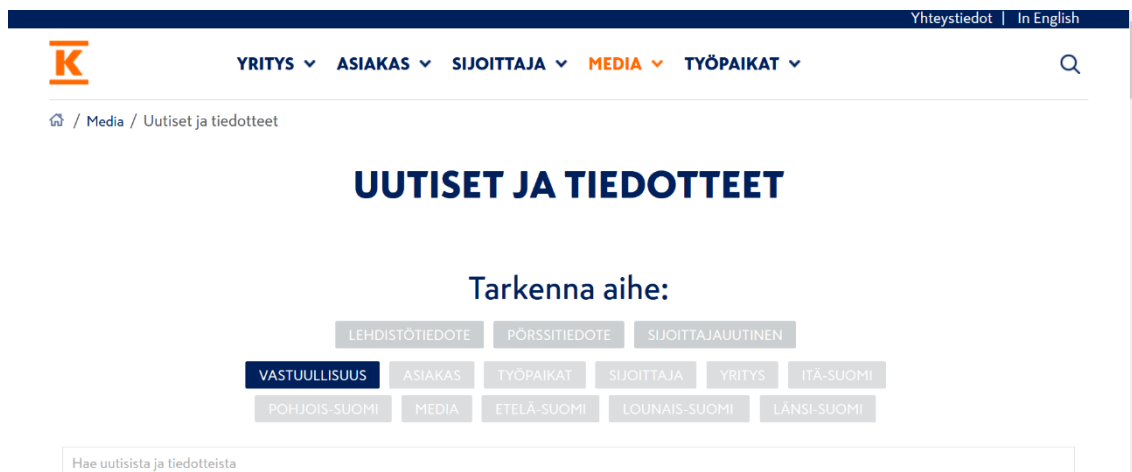 Yhteystiedot | In English
K YRITYS ASIAKAS SIJOITTAJA MEDIA TYÖPAIKAT
/ Media / Uutiset ja tiedotteet
UUTISET JA TIEDOTTEET
Tarkenna aihe:
LEHDISTÖTIEDOTE PÖRSSITIEDOTE SIJOITTAJAUUTINEN
VASTUULLISUUS ASIAKAS TYÖPAIKAT SIJOITTAJA YRITYS ITÄ-SUOMI
POHJOIS-SUOMI MEDIA ETELÄ-SUOMI LOUNAIS-SUOMI LÄNSI-SUOMI
Hae uutisista ja tiedotteista